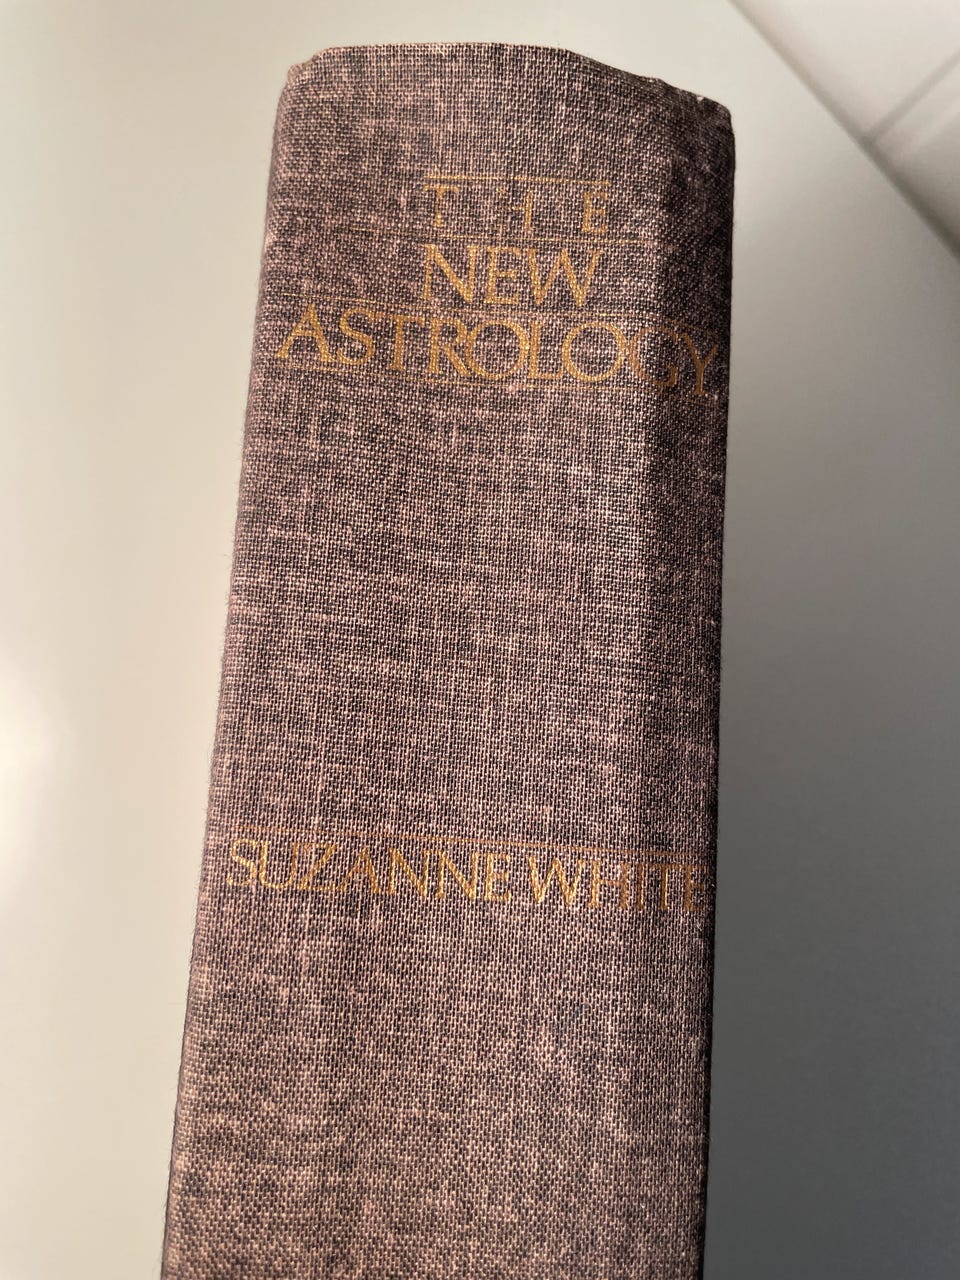 THE
NEW
ASTROLOGY
SUZANNE WHITE